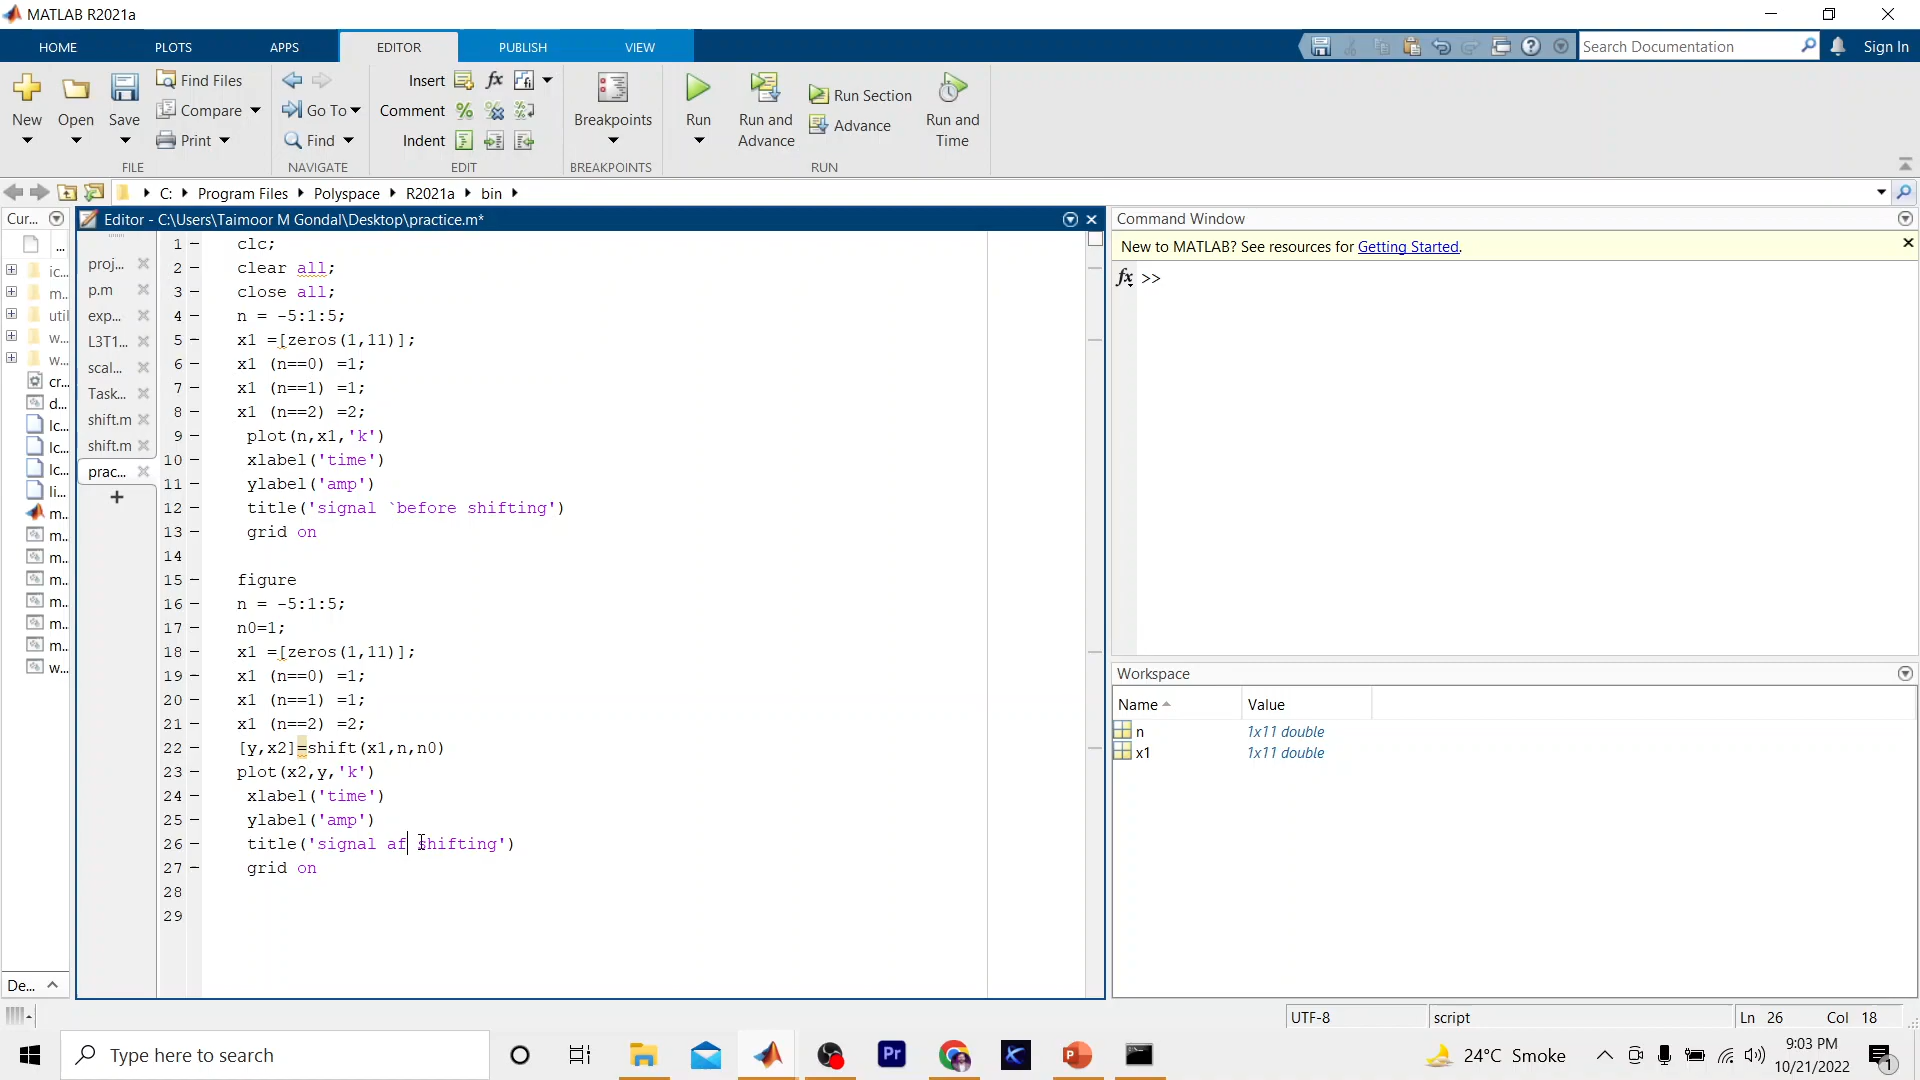 MATLAB R2021a
HOME PLOTS APPS EDITOR PUBLISH VIEW Search Documentation Sign In
New Open Save Find Files Compare Print FILE
Go To Find NAVIGATE
Insert fx Comment Indent EDIT
Breakpoints BREAKPOINTS
Run Run and Advance Run Section Advance Run and Time RUN
C: Program Files Polyspace R2021a bin
Cur...
Editor - C:\Users\Taimoor M Gondal\Desktop\practice.m*
...
ic...
m...
util
w...
w...
cr...
d...
lc...
lc...
lc...
li...
m...
m...
m...
m...
m...
m...
m...
w...
De...
proj...
p.m
exp...
L3T1...
scal...
Task...
shift.m
shift.m
prac...
+
1 clc;
2 clear all;
3 close all;
4 n = -5:1:5;
5 x1 =[zeros(1,11)];
6 x1 (n==0) =1;
7 x1 (n==1) =1;
8 x1 (n==2) =2;
9 plot(n,x1,'k')
10 xlabel('time')
11 ylabel('amp')
12 title('signal `before shifting')
13 grid on
14
15 figure
16 n = -5:1:5;
17 n0=1;
18 x1 =[zeros(1,11)];
19 x1 (n==0) =1;
20 x1 (n==1) =1;
21 x1 (n==2) =2;
22 [y,x2]=shift(x1,n,n0)
23 plot(x2,y,'k')
24 xlabel('time')
25 ylabel('amp')
26 title('signal af shifting')
27 grid on
28
29
Command Window
New to MATLAB? See resources for Getting Started.
fx >>
Workspace
Name Value
n 1x11 double
x1 1x11 double
UTF-8 script Ln 26 Col 18
Type here to search
Pr
24°C Smoke
9:03 PM
10/21/2022
1